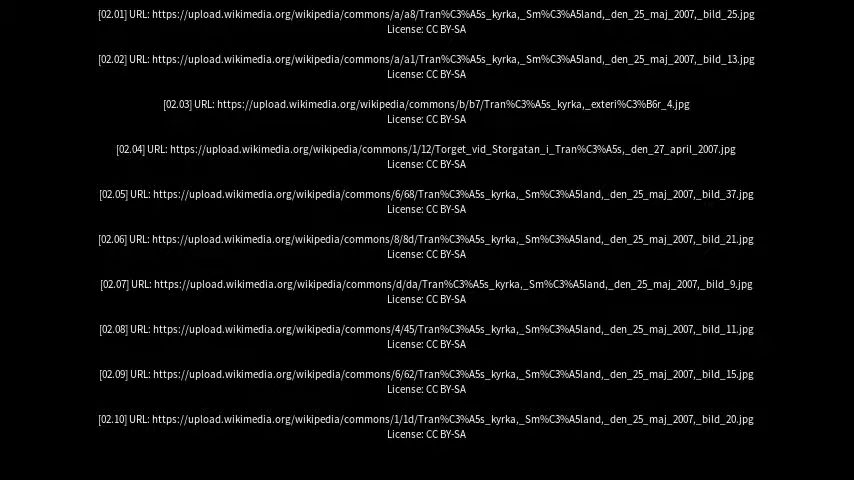 [02.01] URL: https://upload.wikimedia.org/wikipedia/commons/a/a8/Tran%C3%A5s_kyrka,_Sm%C3%A5land,_den_25_maj_2007,_bild_25.jpg
License: CC BY-SA
[02.02] URL: https://upload.wikimedia.org/wikipedia/commons/a/a1/Tran%C3%A5s_kyrka,_Sm%C3%A5land,_den_25_maj_2007,_bild_13.jpg
License: CC BY-SA
[02.03] URL: https://upload.wikimedia.org/wikipedia/commons/b/b7/Tran%C3%A5s_kyrka,_exteri%C3%B6r_4.jpg
License: CC BY-SA
[02.04] URL: https://upload.wikimedia.org/wikipedia/commons/1/12/Torget_vid_Storgatan_i_Tran%C3%A5s,_den_27_april_2007.jpg
License: CC BY-SA
[02.05] URL: https://upload.wikimedia.org/wikipedia/commons/6/68/Tran%C3%A5s_kyrka,_Sm%C3%A5land,_den_25_maj_2007,_bild_37.jpg
License: CC BY-SA
[02.06] URL: https://upload.wikimedia.org/wikipedia/commons/8/8d/Tran%C3%A5s_kyrka,_Sm%C3%A5land,_den_25_maj_2007,_bild_21.jpg
License: CC BY-SA
[02.07] URL: https://upload.wikimedia.org/wikipedia/commons/d/da/Tran%C3%A5s_kyrka,_Sm%C3%A5land,_den_25_maj_2007,_bild_9.jpg
License: CC BY-SA
[02.08] URL: https://upload.wikimedia.org/wikipedia/commons/4/45/Tran%C3%A5s_kyrka,_Sm%C3%A5land,_den_25_maj_2007,_bild_11.jpg
License: CC BY-SA
[02.09] URL: https://upload.wikimedia.org/wikipedia/commons/6/62/Tran%C3%A5s_kyrka,_Sm%C3%A5land,_den_25_maj_2007,_bild_15.jpg
License: CC BY-SA
[02.10] URL: https://upload.wikimedia.org/wikipedia/commons/1/1d/Tran%C3%A5s_kyrka,_Sm%C3%A5land,_den_25_maj_2007,_bild_20.jpg
License: CC BY-SA